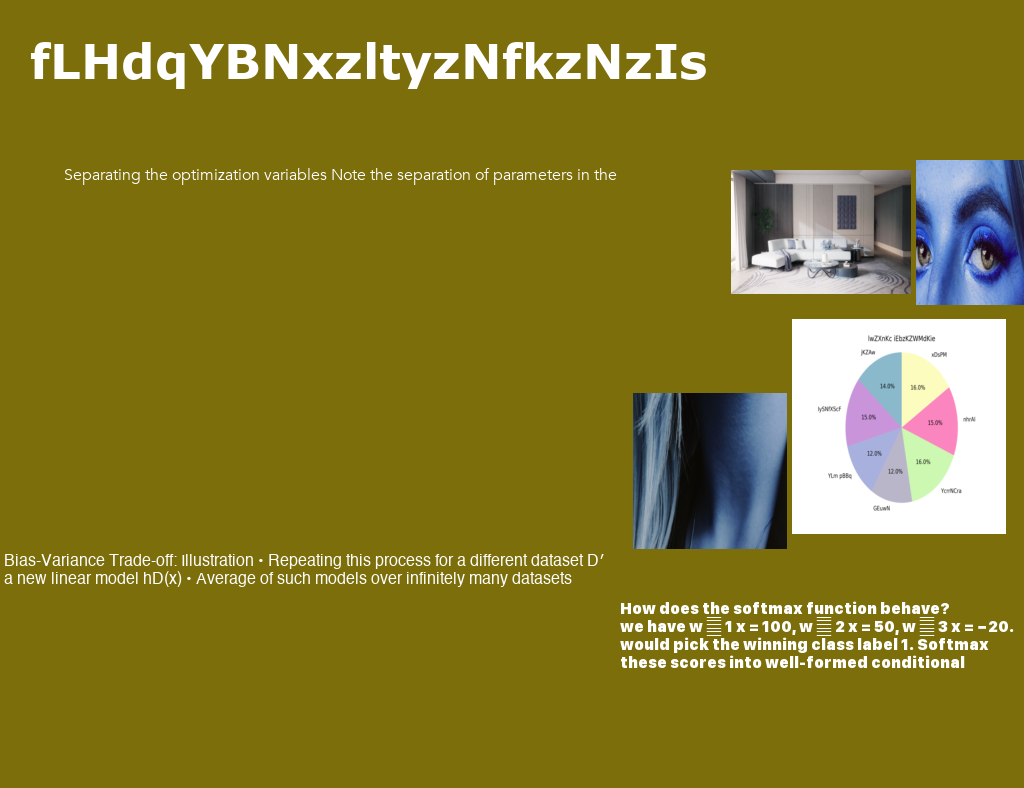 fLHdqYBNxzltyzNfkzNzIs
Separating the optimization variables Note the separation of parameters in the
lwZXnKc iEbzKZWMdKie
jKZAw
xDsPM
14.0%
16.0%
lySNfXScF
15.0%
15.0%
nhrAl
12.0%
16.0%
12.0%
YLm pBBq
YcrrNCra
GEuwN
Bias-Variance Trade-off: Illustration • Repeating this process for a different dataset D′
a new linear model hD(x) • Average of such models over infinitely many datasets
How does the softmax function behave?
we have w 1 x = 100, w 2 x = 50, w 3 x = −20.
would pick the winning class label 1. Softmax
these scores into well-formed conditional